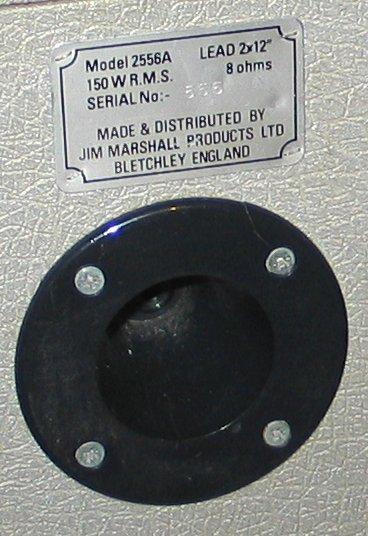 Model 2556A LEAD 2x12"
150 W R.M.S. 8 ohms
SERIAL No:-
MADE & DISTRIBUTED BY
JIM MARSHALL PRODUCTS LTD
BLETCHLEY ENGLAND